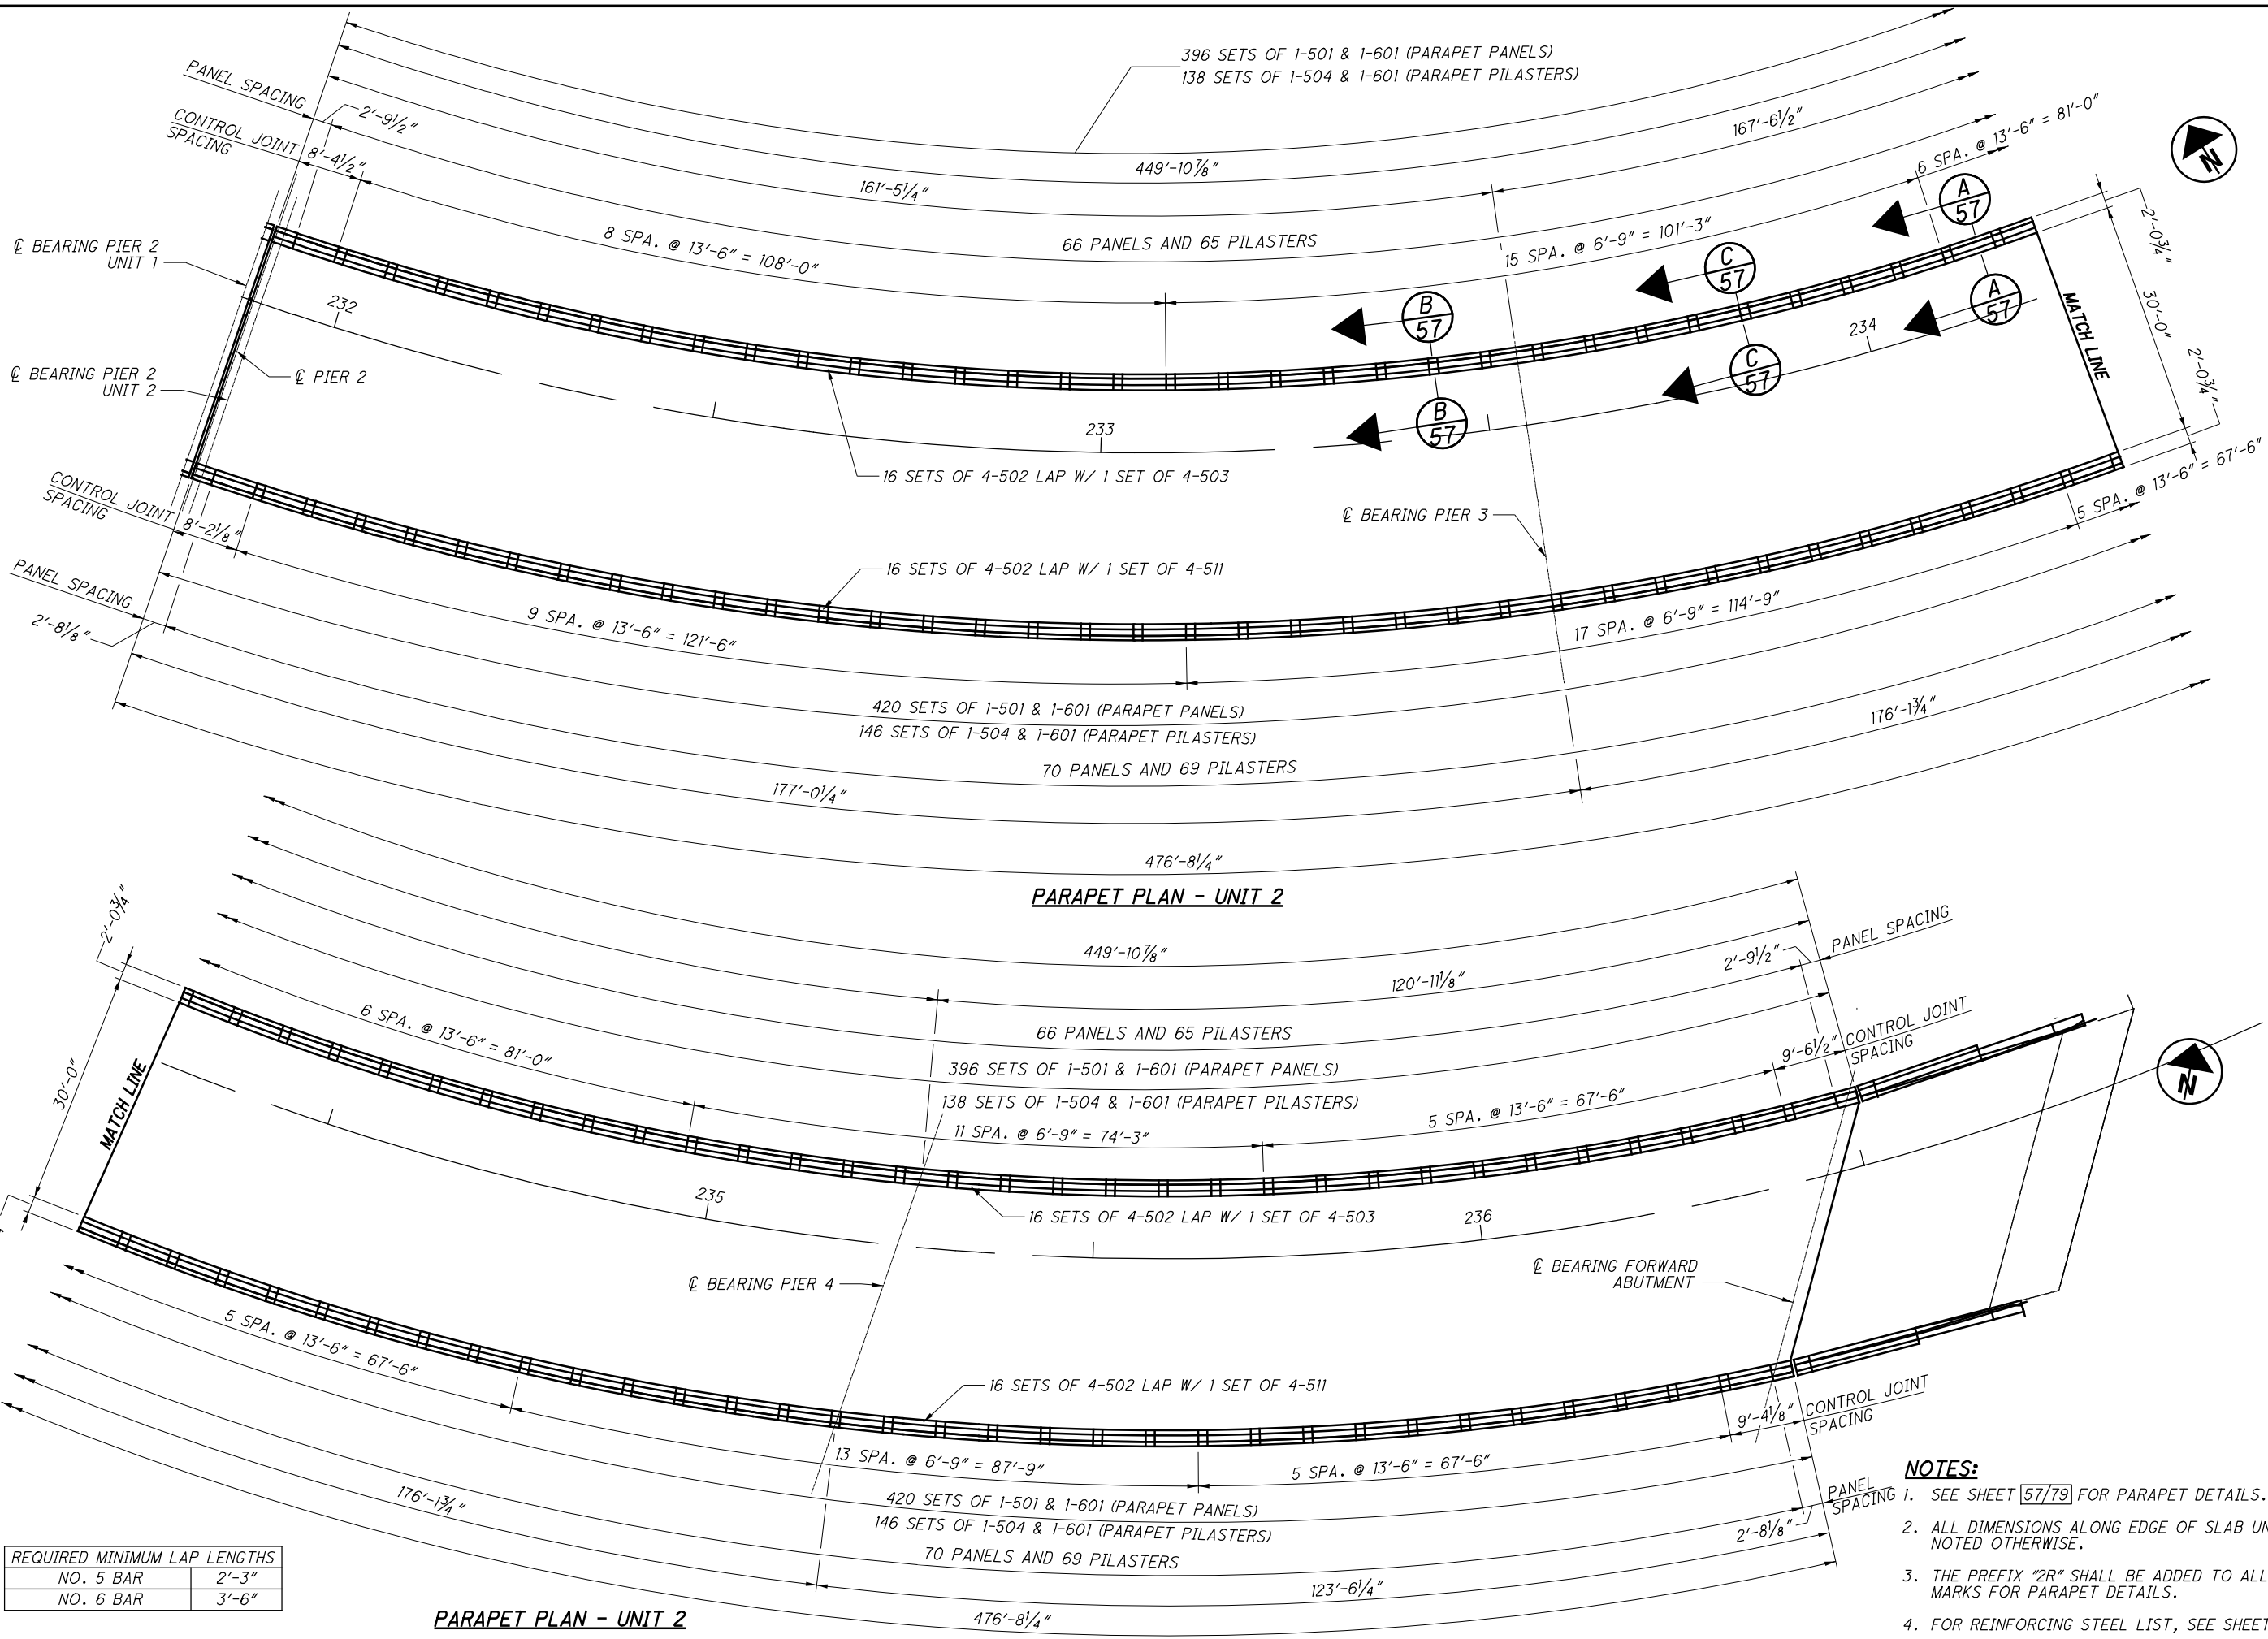 396 SETS OF 1-501 & 1-601 (PARAPET PANELS)
138 SETS OF 1-504 & 1-601 (PARAPET PILASTERS)
PANEL SPACING
2'-9½"
CONTROL JOINT
SPACING
8'-4½"
449'-10⅞"
161'-5¼"
167'-6½"
66 PANELS AND 65 PILASTERS
8 SPA. @ 13'-6" = 108'-0"
15 SPA. @ 6'-9" = 101'-3"
6 SPA. @ 13'-6" = 81'-0"
N
A
57
A
57
C
57
C
57
B
57
B
57
2'-0¾"
30'-0"
2'-0¾"
MATCH LINE
℄ BEARING PIER 2
UNIT 1
℄ BEARING PIER 2
UNIT 2
℄ PIER 2
232
233
234
16 SETS OF 4-502 LAP W/ 1 SET OF 4-503
℄ BEARING PIER 3
CONTROL JOINT
SPACING
8'-2⅛"
PANEL SPACING
2'-8⅛"
16 SETS OF 4-502 LAP W/ 1 SET OF 4-511
9 SPA. @ 13'-6" = 121'-6"
17 SPA. @ 6'-9" = 114'-9"
5 SPA. @ 13'-6" = 67'-6"
420 SETS OF 1-501 & 1-601 (PARAPET PANELS)
146 SETS OF 1-504 & 1-601 (PARAPET PILASTERS)
70 PANELS AND 69 PILASTERS
177'-0¼"
176'-1¾"
476'-8¼"
PARAPET PLAN - UNIT 2
2'-0¾"
30'-0"
MATCH LINE
449'-10⅞"
120'-11⅛"
2'-9½"
PANEL SPACING
66 PANELS AND 65 PILASTERS
396 SETS OF 1-501 & 1-601 (PARAPET PANELS)
138 SETS OF 1-504 & 1-601 (PARAPET PILASTERS)
6 SPA. @ 13'-6" = 81'-0"
11 SPA. @ 6'-9" = 74'-3"
5 SPA. @ 13'-6" = 67'-6"
9'-6½"
CONTROL JOINT
SPACING
N
235
236
16 SETS OF 4-502 LAP W/ 1 SET OF 4-503
℄ BEARING PIER 4
℄ BEARING FORWARD
ABUTMENT
16 SETS OF 4-502 LAP W/ 1 SET OF 4-511
5 SPA. @ 13'-6" = 67'-6"
13 SPA. @ 6'-9" = 87'-9"
5 SPA. @ 13'-6" = 67'-6"
9'-4⅛"
CONTROL JOINT
SPACING
420 SETS OF 1-501 & 1-601 (PARAPET PANELS)
146 SETS OF 1-504 & 1-601 (PARAPET PILASTERS)
70 PANELS AND 69 PILASTERS
2'-8⅛"
PANEL
SPACING
176'-1¾"
123'-6¼"
476'-8¼"
PARAPET PLAN - UNIT 2
REQUIRED MINIMUM LAP LENGTHS
NO. 5 BAR 2'-3"
NO. 6 BAR 3'-6"
NOTES:
1. SEE SHEET 57/79 FOR PARAPET DETAILS.
2. ALL DIMENSIONS ALONG EDGE OF SLAB
NOTED OTHERWISE.
3. THE PREFIX "2R" SHALL BE ADDED TO ALL
MARKS FOR PARAPET DETAILS.
4. FOR REINFORCING STEEL LIST, SEE SHEET